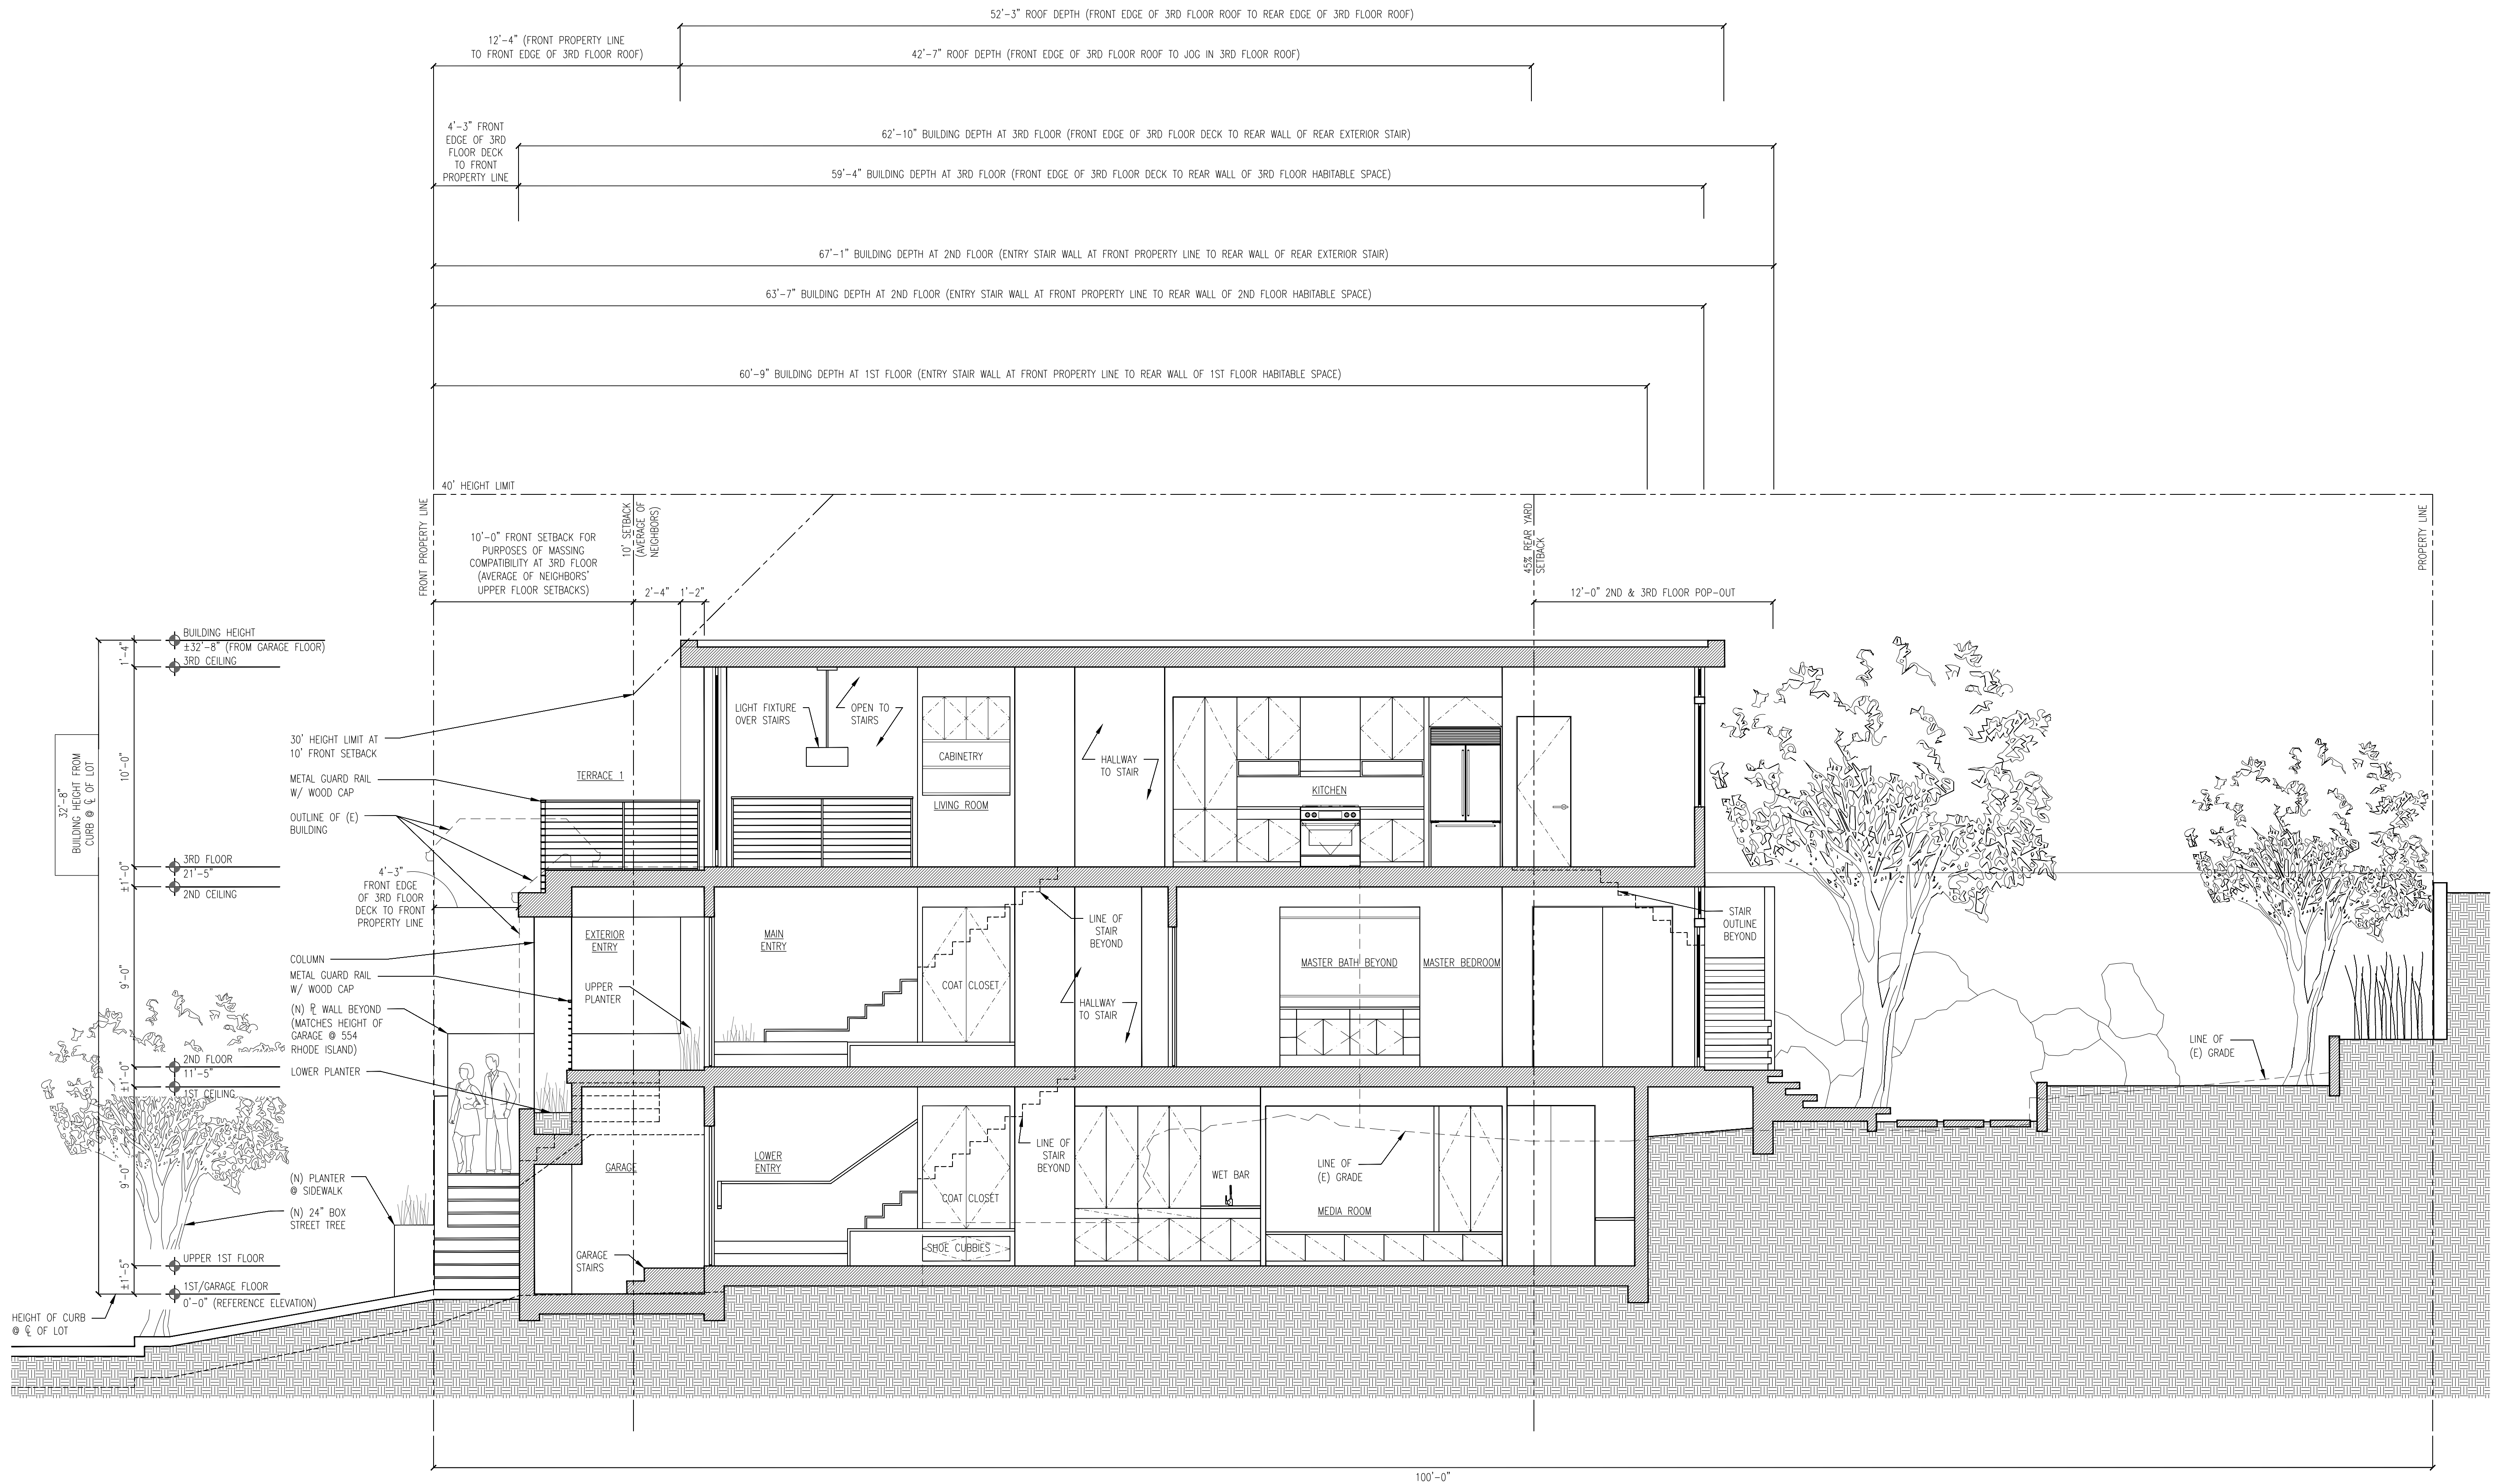 52'-3" ROOF DEPTH (FRONT EDGE OF 3RD FLOOR ROOF TO REAR EDGE OF 3RD FLOOR ROOF)
12'-4" (FRONT PROPERTY LINE
TO FRONT EDGE OF 3RD FLOOR ROOF)
42'-7" ROOF DEPTH (FRONT EDGE OF 3RD FLOOR ROOF TO JOG IN 3RD FLOOR ROOF)
4'-3" FRONT
EDGE OF 3RD
FLOOR DECK
TO FRONT
PROPERTY LINE
62'-10" BUILDING DEPTH AT 3RD FLOOR (FRONT EDGE OF 3RD FLOOR DECK TO REAR WALL OF REAR EXTERIOR STAIR)
59'-4" BUILDING DEPTH AT 3RD FLOOR (FRONT EDGE OF 3RD FLOOR DECK TO REAR WALL OF 3RD FLOOR HABITABLE SPACE)
67'-1" BUILDING DEPTH AT 2ND FLOOR (ENTRY STAIR WALL AT FRONT PROPERTY LINE TO REAR WALL OF REAR EXTERIOR STAIR)
63'-7" BUILDING DEPTH AT 2ND FLOOR (ENTRY STAIR WALL AT FRONT PROPERTY LINE TO REAR WALL OF 2ND FLOOR HABITABLE SPACE)
60'-9" BUILDING DEPTH AT 1ST FLOOR (ENTRY STAIR WALL AT FRONT PROPERTY LINE TO REAR WALL OF 1ST FLOOR HABITABLE SPACE)
40' HEIGHT LIMIT
FRONT PROPERTY LINE
10'-0" FRONT SETBACK FOR
PURPOSES OF MASSING
COMPATIBILITY AT 3RD FLOOR
(AVERAGE OF NEIGHBORS'
UPPER FLOOR SETBACKS)
10' SETBACK
(AVERAGE OF
NEIGHBORS)
2'-4"
1'-2"
45% REAR YARD
SETBACK
12'-0" 2ND & 3RD FLOOR POP-OUT
PROPERTY LINE
BUILDING HEIGHT
±32'-8" (FROM GARAGE FLOOR)
3RD CEILING
1'-4"
10'-0"
32'-8"
BUILDING HEIGHT FROM
CURB @ ℄ OF LOT
30' HEIGHT LIMIT AT
10' FRONT SETBACK
METAL GUARD RAIL
W/ WOOD CAP
OUTLINE OF (E)
BUILDING
TERRACE 1
LIGHT FIXTURE
OVER STAIRS
OPEN TO
STAIRS
CABINETRY
LIVING ROOM
HALLWAY
TO STAIR
KITCHEN
3RD FLOOR
21'-5"
±1'-0"
2ND CEILING
4'-3"
FRONT EDGE
OF 3RD FLOOR
DECK TO FRONT
PROPERTY LINE
COLUMN
METAL GUARD RAIL
W/ WOOD CAP
(N) ⅊ WALL BEYOND
(MATCHES HEIGHT OF
GARAGE @ 554
RHODE ISLAND)
LOWER PLANTER
9'-0"
EXTERIOR
ENTRY
UPPER
PLANTER
MAIN
ENTRY
COAT CLOSET
LINE OF
STAIR
BEYOND
HALLWAY
TO STAIR
MASTER BATH BEYOND
MASTER BEDROOM
STAIR
OUTLINE
BEYOND
LINE OF
(E) GRADE
2ND FLOOR
11'-5"
±1'-0"
1ST CEILING
9'-0"
(N) PLANTER
@ SIDEWALK
(N) 24" BOX
STREET TREE
GARAGE
LOWER
ENTRY
COAT CLOSET
SHOE CUBBIES
LINE OF
STAIR
BEYOND
WET BAR
LINE OF
(E) GRADE
MEDIA ROOM
GARAGE
STAIRS
UPPER 1ST FLOOR
±1'-5"
1ST/GARAGE FLOOR
0'-0" (REFERENCE ELEVATION)
HEIGHT OF CURB
@ ℄ OF LOT
100'-0"